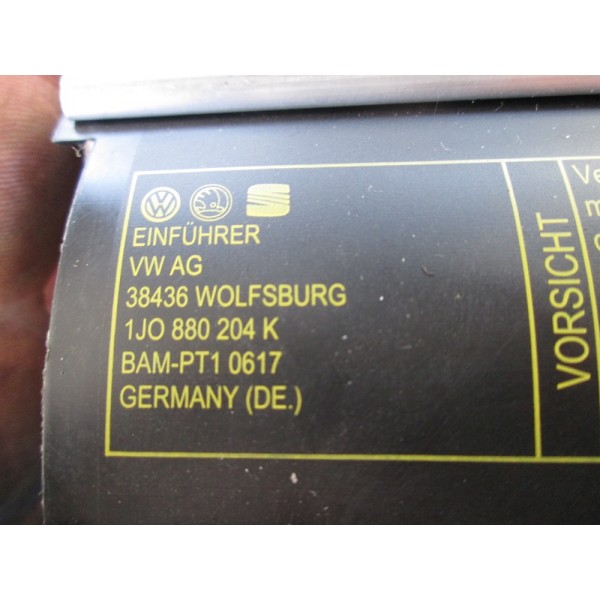 EINFÜHRER
VW AG
38436 WOLFSBURG
1JO 880 204 K
BAM-PT1 0617
GERMANY (DE.)
VORSICHT